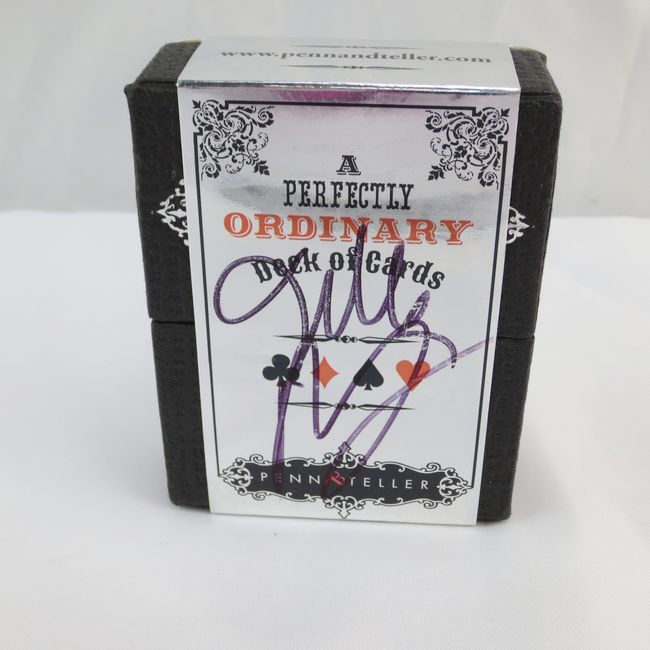 www.pennandteller.com
A
PERFECTLY
ORDINARY
Deck of Cards
PENN & TELLER